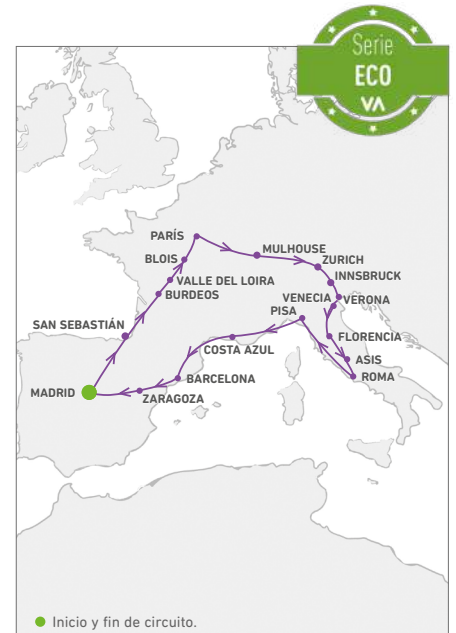 Serie
ECO
VA
PARÍS
MULHOUSE
BLOIS
ZURICH
INNSBRUCK
VALLE DEL LOIRA
BURDEOS
VENECIA
VERONA
PISA
SAN SEBASTIÁN
FLORENCIA
COSTA AZUL
ASIS
BARCELONA
ROMA
MADRID
ZARAGOZA
Inicio y fin de circuito.